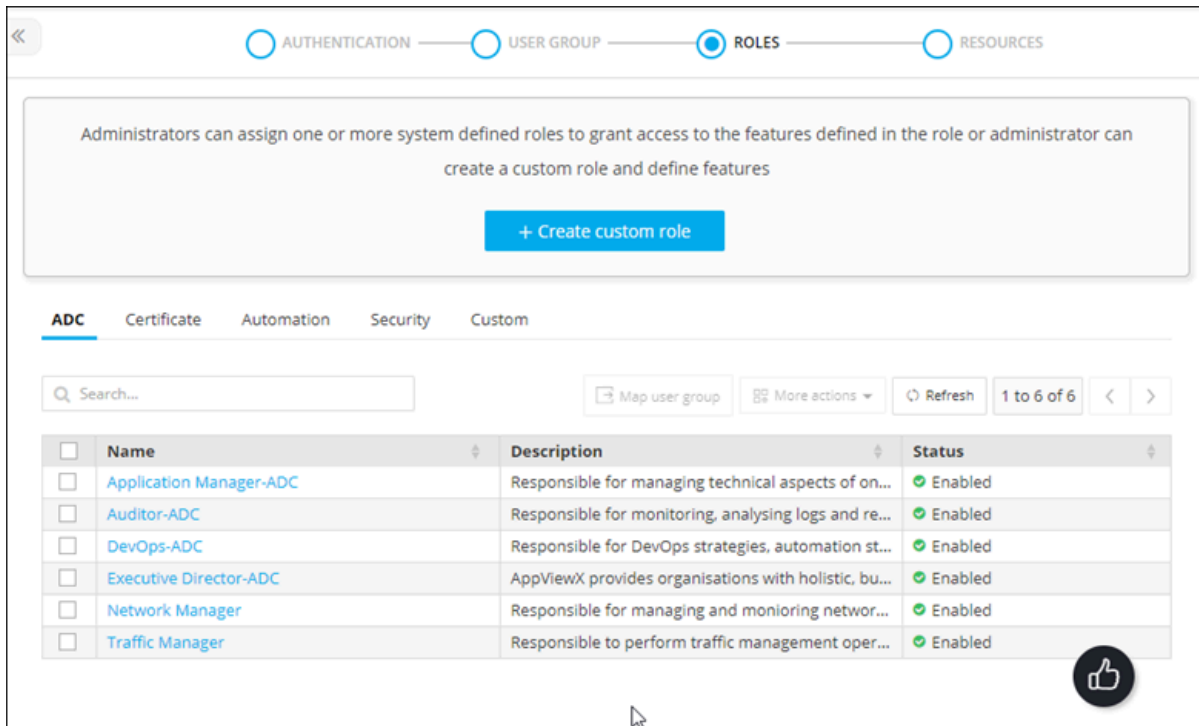 AUTHENTICATION USER GROUP ROLES RESOURCES
Administrators can assign one or more system defined roles to grant access to the features defined in the role or administrator can
create a custom role and define features
+ Create custom role
ADC Certificate Automation Security Custom
Search... Map user group More actions Refresh 1 to 6 of 6
Name Description Status
Application Manager-ADC Responsible for managing technical aspects of on... Enabled
Auditor-ADC Responsible for monitoring, analysing logs and re... Enabled
DevOps-ADC Responsible for DevOps strategies, automation st... Enabled
Executive Director-ADC AppViewX provides organisations with holistic, bu... Enabled
Network Manager Responsible for managing and monioring networ... Enabled
Traffic Manager Responsible to perform traffic management oper... Enabled